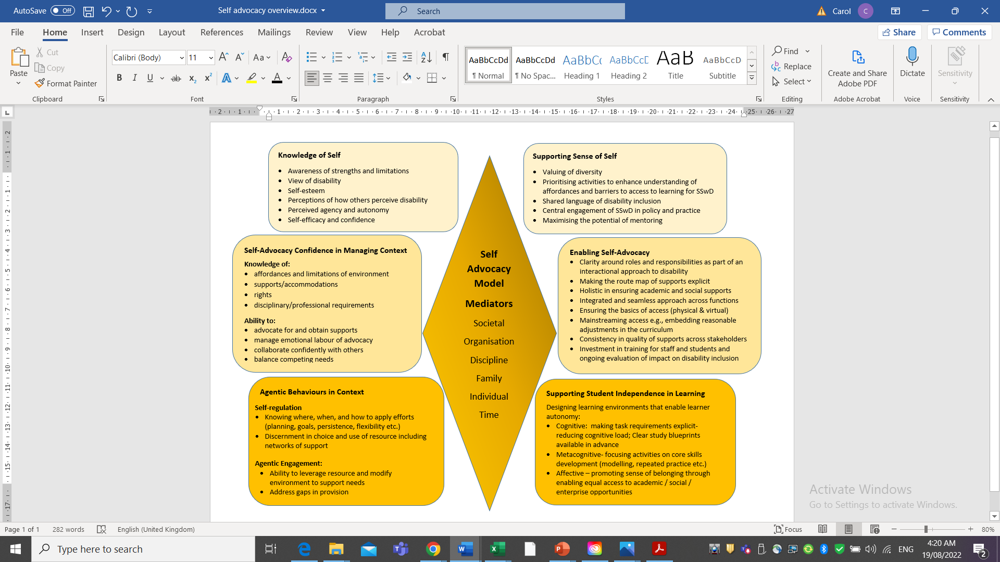 AutoSave Off
Self advocacy overview.docx
Search
Carol C
File Home Insert Design Layout References Mailings Review View Help Acrobat
Share Comments
Paste
Cut
Copy
Format Painter
Clipboard
Calibri (Body) 11
Font
Paragraph
AaBbCcDd AaBbCcDd AaBbCc AaBbCcD AaB AaBbCcD
¶ Normal ¶ No Spac... Heading 1 Heading 2 Title Subtitle
Styles
Find
Replace
Select
Editing
Create and Share
Adobe PDF
Adobe Acrobat
Dictate
Voice
Sensitivity
Sensitivity
Knowledge of Self
• Awareness of strengths and limitations
• View of disability
• Self-esteem
• Perceptions of how others perceive disability
• Perceived agency and autonomy
• Self-efficacy and confidence
Supporting Sense of Self
• Valuing of diversity
• Prioritising activities to enhance understanding of
affordances and barriers to access to learning for SSwD
• Shared language of disability inclusion
• Central engagement of SSwD in policy and practice
• Maximising the potential of mentoring
Self-Advocacy Confidence in Managing Context
Knowledge of:
• affordances and limitations of environment
• supports/accommodations
• rights
• disciplinary/professional requirements
Ability to:
• advocate for and obtain supports
• manage emotional labour of advocacy
• collaborate confidently with others
• balance competing needs
Self
Advocacy
Model
Mediators
Societal
Organisation
Discipline
Family
Individual
Time
Enabling Self-Advocacy
• Clarity around roles and responsibilities as part of an
interactional approach to disability
• Making the route map of supports explicit
• Holistic in ensuring academic and social supports
• Integrated and seamless approach across functions
• Ensuring the basics of access (physical & virtual)
• Mainstreaming access e.g., embedding reasonable
adjustments in the curriculum
• Consistency in quality of supports across stakeholders
• Investment in training for staff and students and
ongoing evaluation of impact on disability inclusion
Agentic Behaviours in Context
Self-regulation
• Knowing where, when, and how to apply efforts
(planning, goals, persistence, flexibility etc.)
• Discernment in choice and use of resource including
networks of support
Agentic Engagement:
• Ability to leverage resource and modify
environment to support needs
• Address gaps in provision
Supporting Student Independence in Learning
Designing learning environments that enable learner
autonomy:
• Cognitive: making task requirements explicit-
reducing cognitive load; Clear study blueprints
available in advance
• Metacognitive- focusing activities on core skills
development (modelling, repeated practice etc.)
• Affective – promoting sense of belonging through
enabling equal access to academic / social /
enterprise opportunities
Activate Windows
Go to Settings to activate Windows.
Page 1 of 1 282 words English (United Kingdom)
Focus 80%
Type here to search
ENG
4:20 AM
19/08/2022
2